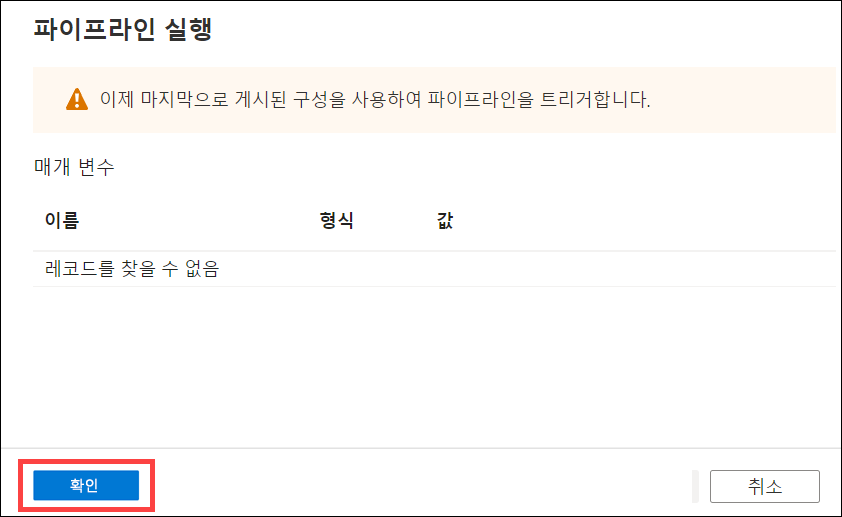 파이프라인 실행
이제 마지막으로 게시된 구성을 사용하여 파이프라인을 트리거합니다.
매개 변수
이름 형식 값
레코드를 찾을 수 없음
확인 취소